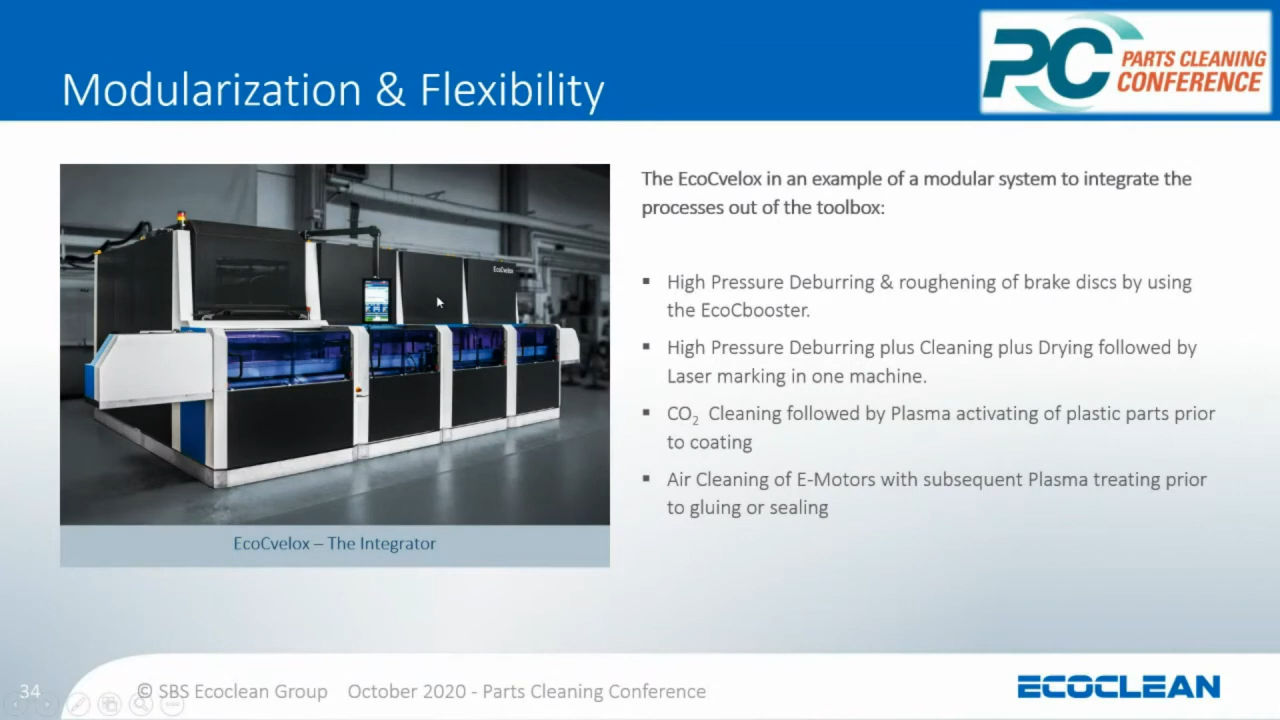 Modularization & Flexibility
PC PARTS CLEANING
CONFERENCE
EcoCvelox
EcoCvelox – The Integrator
The EcoCvelox in an example of a modular system to integrate the
processes out of the toolbox:
▪ High Pressure Deburring & roughening of brake discs by using
the EcoCbooster.
▪ High Pressure Deburring plus Cleaning plus Drying followed by
Laser marking in one machine.
▪ CO₂ Cleaning followed by Plasma activating of plastic parts prior
to coating
▪ Air Cleaning of E-Motors with subsequent Plasma treating prior
to gluing or sealing
34 © SBS Ecoclean Group October 2020 - Parts Cleaning Conference
ECOCLEAN